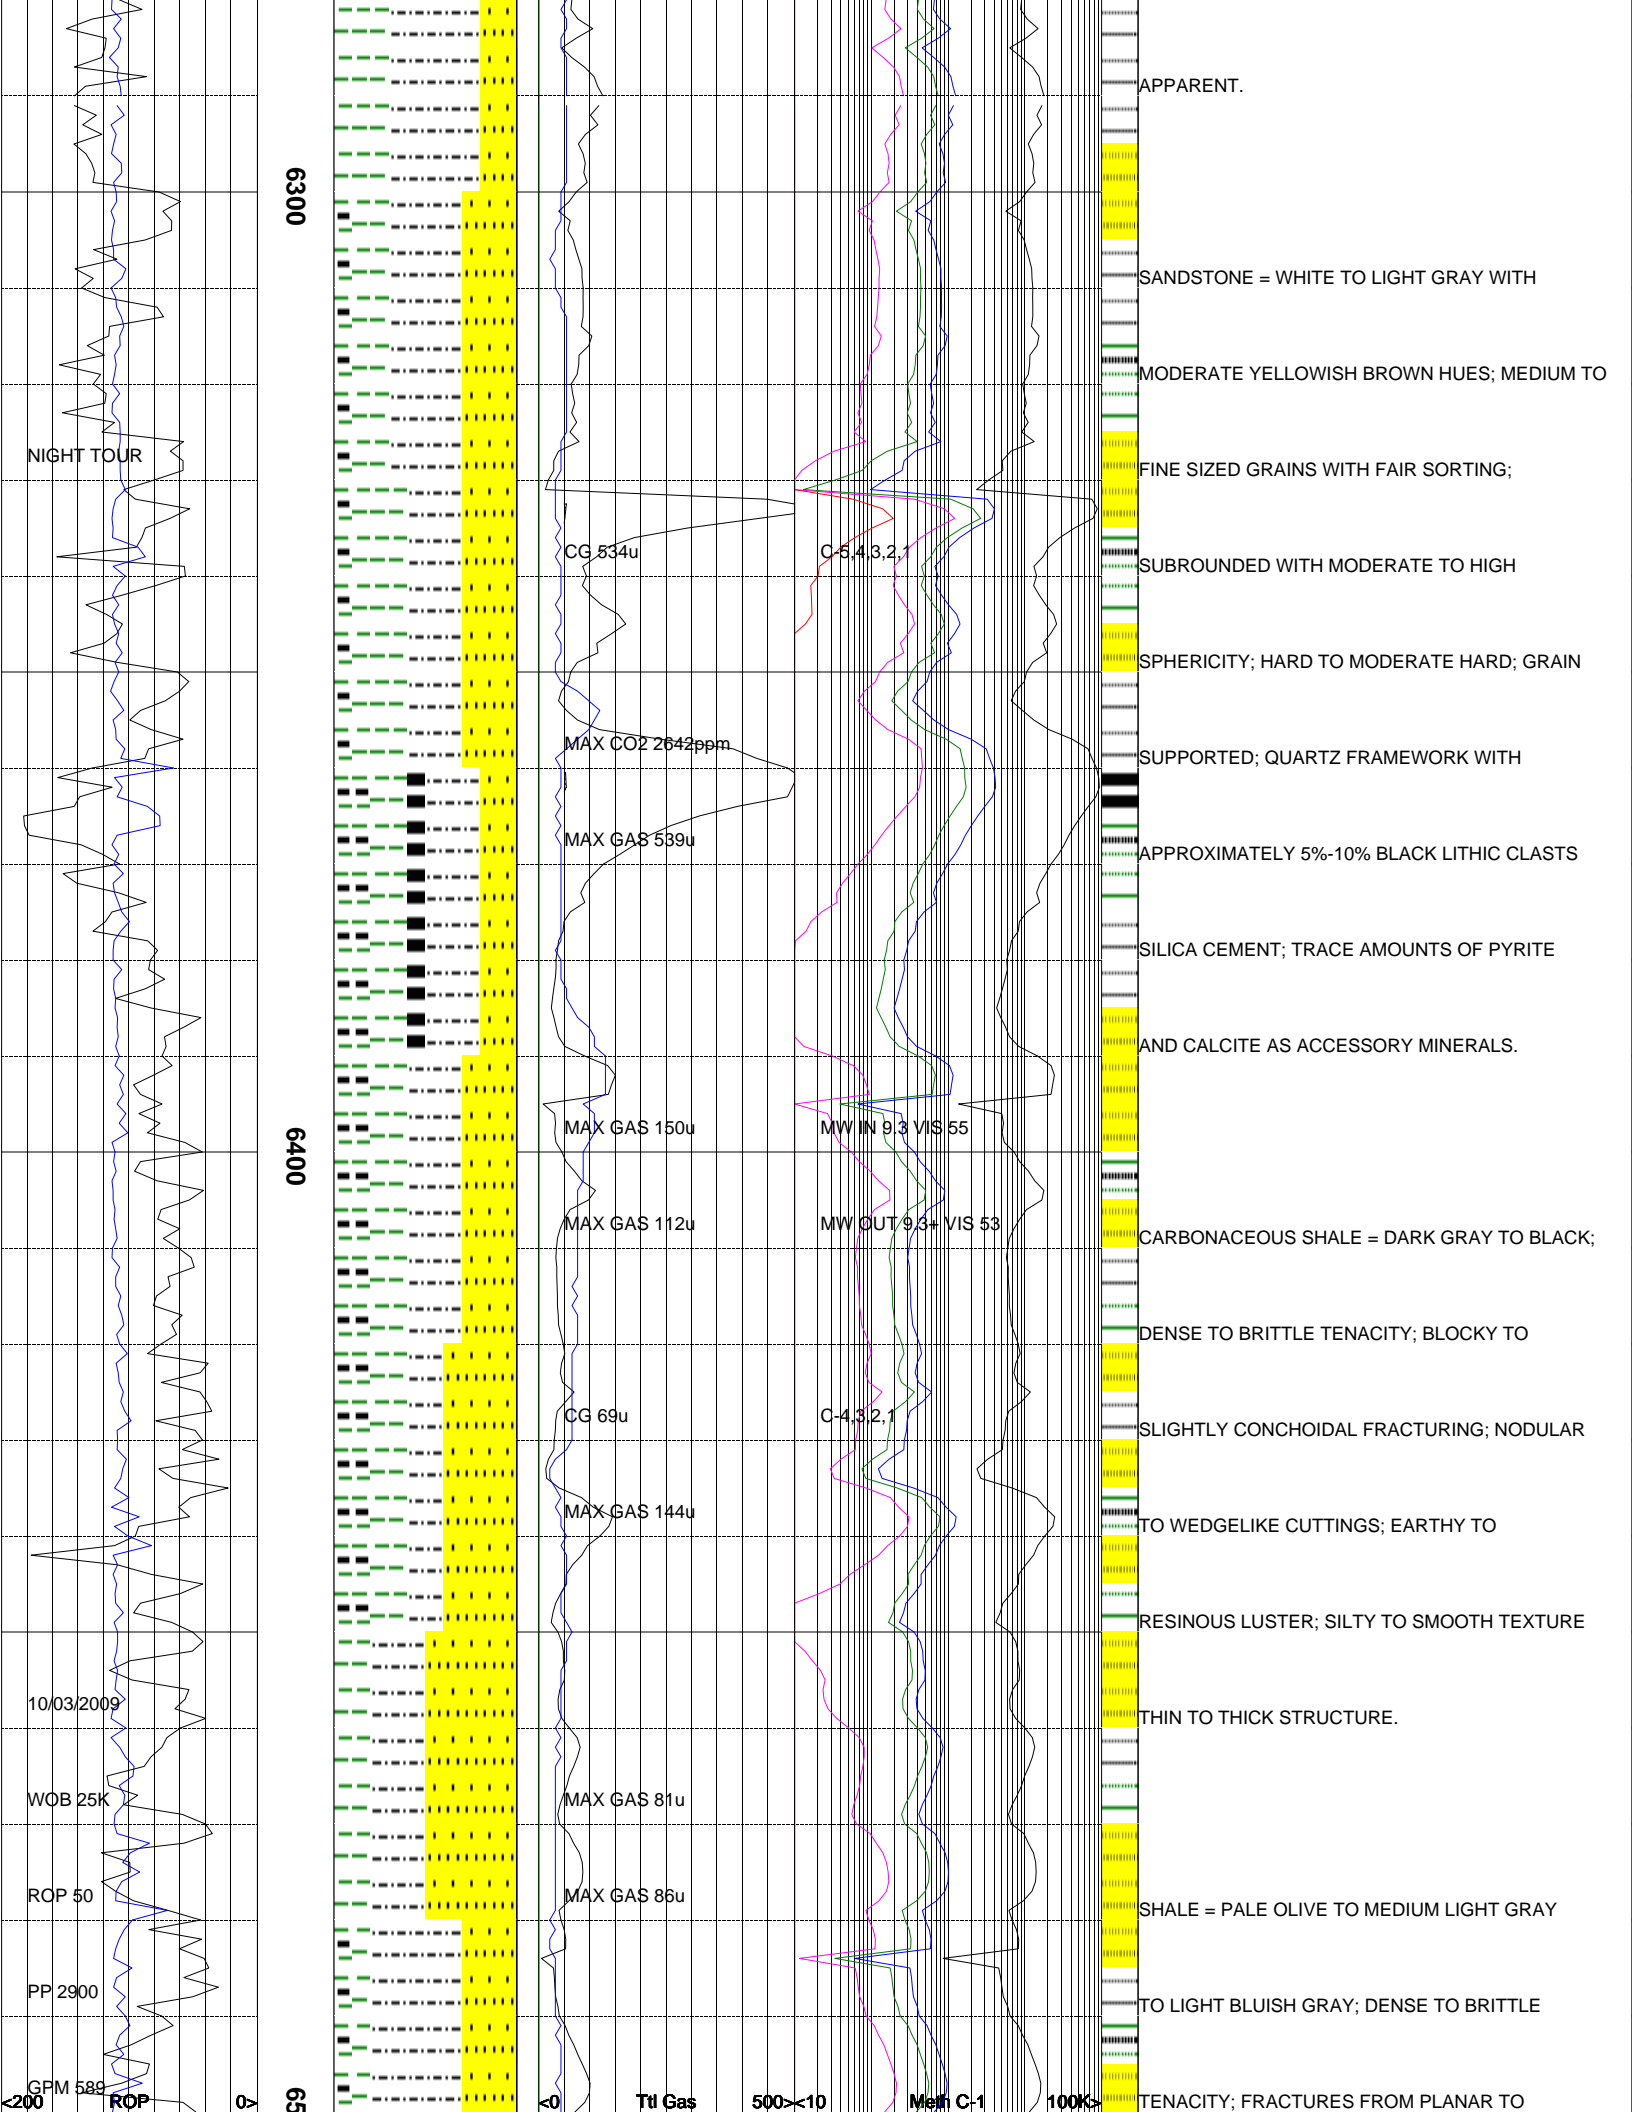 APPARENT.
6300
SANDSTONE = WHITE TO LIGHT GRAY WITH
MODERATE YELLOWISH BROWN HUES; MEDIUM TO
NIGHT TOUR
FINE SIZED GRAINS WITH FAIR SORTING;
CG 534u
C-5,4,3,2,1
SUBROUNDED WITH MODERATE TO HIGH
SPHERICITY; HARD TO MODERATE HARD; GRAIN
MAX CO2 2642ppm
SUPPORTED; QUARTZ FRAMEWORK WITH
MAX GAS 539u
APPROXIMATELY 5%-10% BLACK LITHIC CLASTS
SILICA CEMENT; TRACE AMOUNTS OF PYRITE
AND CALCITE AS ACCESSORY MINERALS.
MAX GAS 150u
MW IN 9.3 VIS 55
6400
MAX GAS 112u
MW OUT 9.3+ VIS 53
CARBONACEOUS SHALE = DARK GRAY TO BLACK;
DENSE TO BRITTLE TENACITY; BLOCKY TO
CG 69u
C-4,3,2,1
SLIGHTLY CONCHOIDAL FRACTURING; NODULAR
MAX GAS 144u
TO WEDGELIKE CUTTINGS; EARTHY TO
RESINOUS LUSTER; SILTY TO SMOOTH TEXTURE
10/03/2009
THIN TO THICK STRUCTURE.
WOB 25K
MAX GAS 81u
ROP 50
MAX GAS 86u
SHALE = PALE OLIVE TO MEDIUM LIGHT GRAY
PP 2900
TO LIGHT BLUISH GRAY; DENSE TO BRITTLE
GPM 589
65
<200 ROP 0>
<0 Ttl Gas 500>
<10 Meth C-1 100K>
TENACITY; FRACTURES FROM PLANAR TO